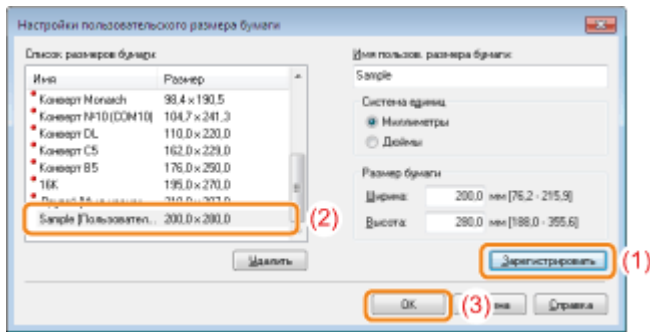 Настройки пользовательского размера бумаги
Список размеров бумаги:
Имя Размер
Конверт Monarch 98,4 x 190,5
Конверт №10 (COM10) 104,7 x 241,3
Конверт DL 110,0 x 220,0
Конверт C5 162,0 x 229,0
Конверт B5 176,0 x 250,0
16K 195,0 x 270,0
Sample [Пользовател... 200,0 x 280,0
(2)
Удалить
Имя пользов. размера бумаги:
Sample
Система единиц
Миллиметры
Дюймы
Размер бумаги
Ширина: 200,0 мм [76,2 - 215,9]
Высота: 280,0 мм [188,0 - 355,6]
Зарегистрировать
(1)
OK
(3)
Справка